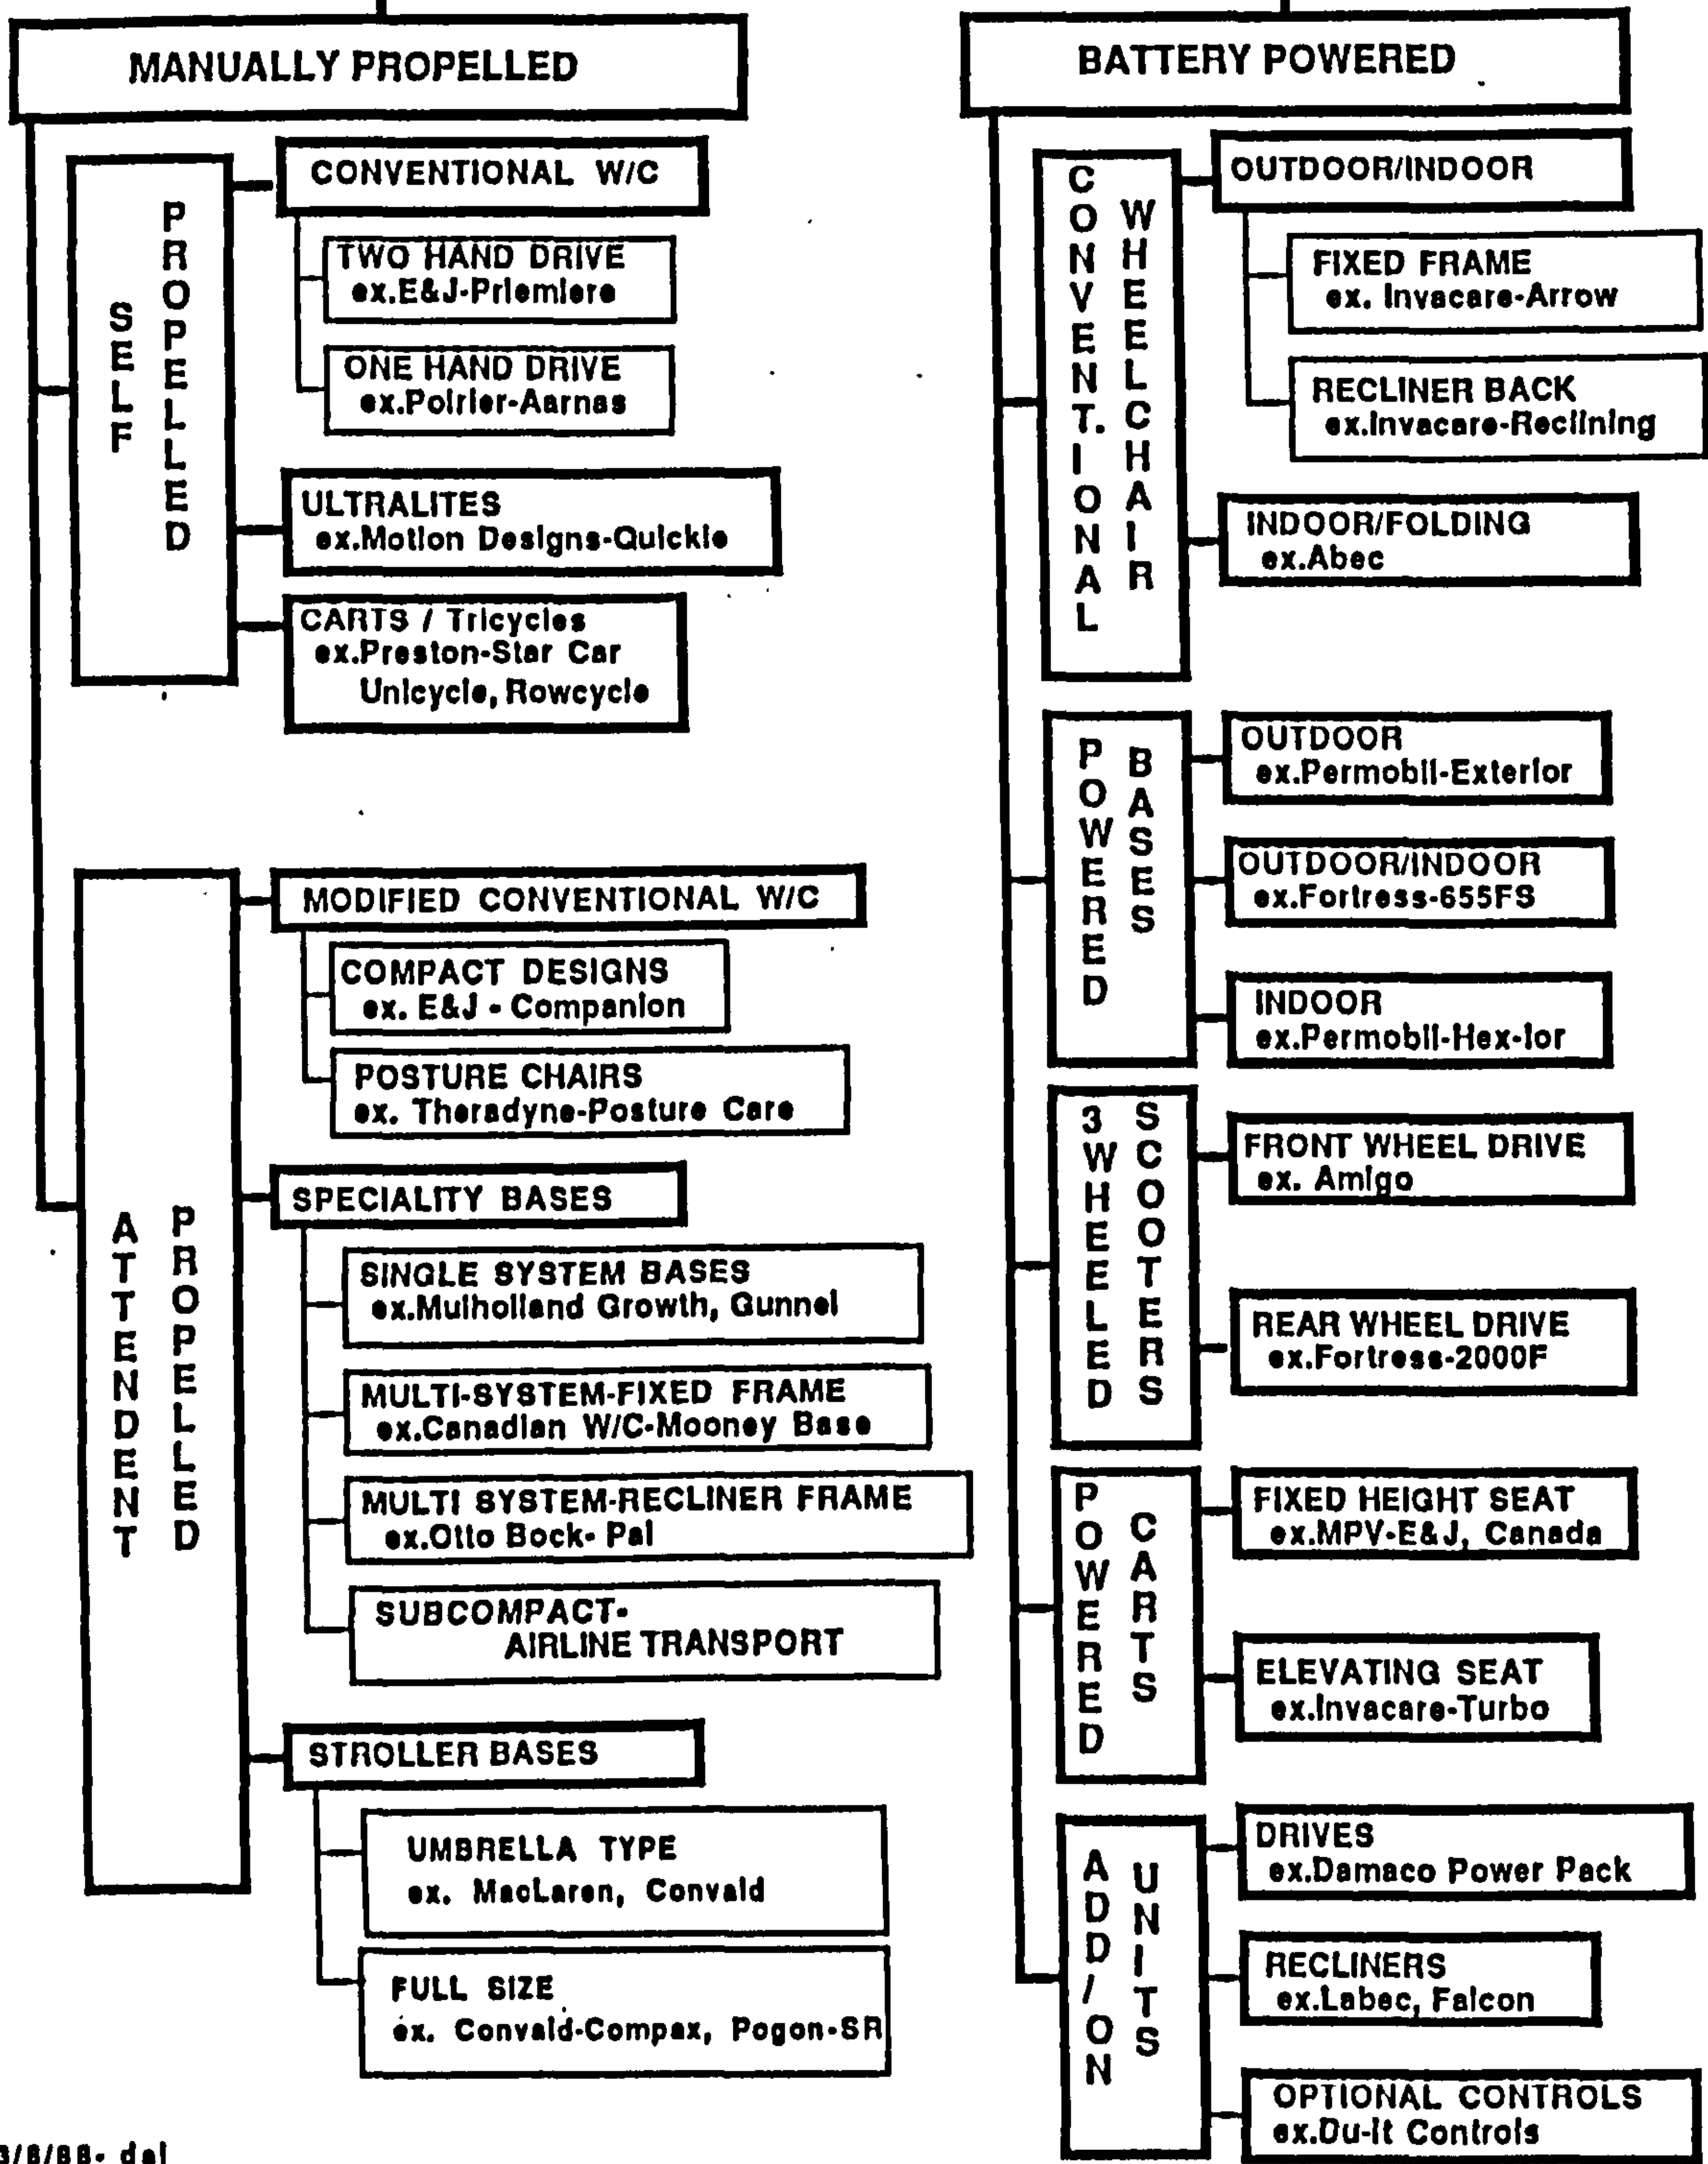 MANUALLY PROPELLED
SELF PROPELLED
CONVENTIONAL W/C
TWO HAND DRIVE
ex.E&J-Priemiere
ONE HAND DRIVE
ex.Poirier-Aarnas
ULTRALITES
ex.Motion Designs-Quickie
CARTS / Tricycles
ex.Preston-Star Car
Unicycle, Rowcycle
ATTENDENT PROPELLED
MODIFIED CONVENTIONAL W/C
COMPACT DESIGNS
ex. E&J - Companion
POSTURE CHAIRS
ex. Theradyne-Posture Care
SPECIALITY BASES
SINGLE SYSTEM BASES
ex.Mulholland Growth, Gunnel
MULTI-SYSTEM-FIXED FRAME
ex.Canadian W/C-Mooney Base
MULTI SYSTEM-RECLINER FRAME
ex.Otto Bock- Pal
SUBCOMPACT-
AIRLINE TRANSPORT
STROLLER BASES
UMBRELLA TYPE
ex. MacLaren, Convaid
FULL SIZE
ex. Convaid-Compax, Pogon-SR
BATTERY POWERED
CONVENT.IONAL WHEELCHAIR
OUTDOOR/INDOOR
FIXED FRAME
ex. Invacare-Arrow
RECLINER BACK
ex.Invacare-Reclining
INDOOR/FOLDING
ex.Abec
POWERED BASES
OUTDOOR
ex.Permobil-Exterior
OUTDOOR/INDOOR
ex.Fortress-655FS
INDOOR
ex.Permobil-Hex-ior
3 WHEELED SCOOTERS
FRONT WHEEL DRIVE
ex. Amigo
REAR WHEEL DRIVE
ex.Fortress-2000F
POWERED CARTS
FIXED HEIGHT SEAT
ex.MPV-E&J, Canada
ELEVATING SEAT
ex.Invacare-Turbo
ADD/ON UNITS
DRIVES
ex.Damaco Power Pack
RECLINERS
ex.Labec, Falcon
OPTIONAL CONTROLS
ex.Du-It Controls